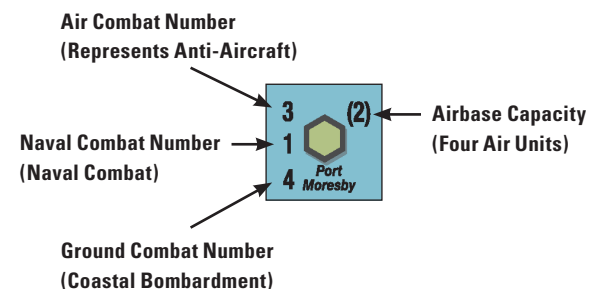 Air Combat Number
(Represents Anti-Aircraft)
3 (2)
Airbase Capacity
(Four Air Units)
Naval Combat Number
(Naval Combat)
1
Port
Moresby
4
Ground Combat Number
(Coastal Bombardment)